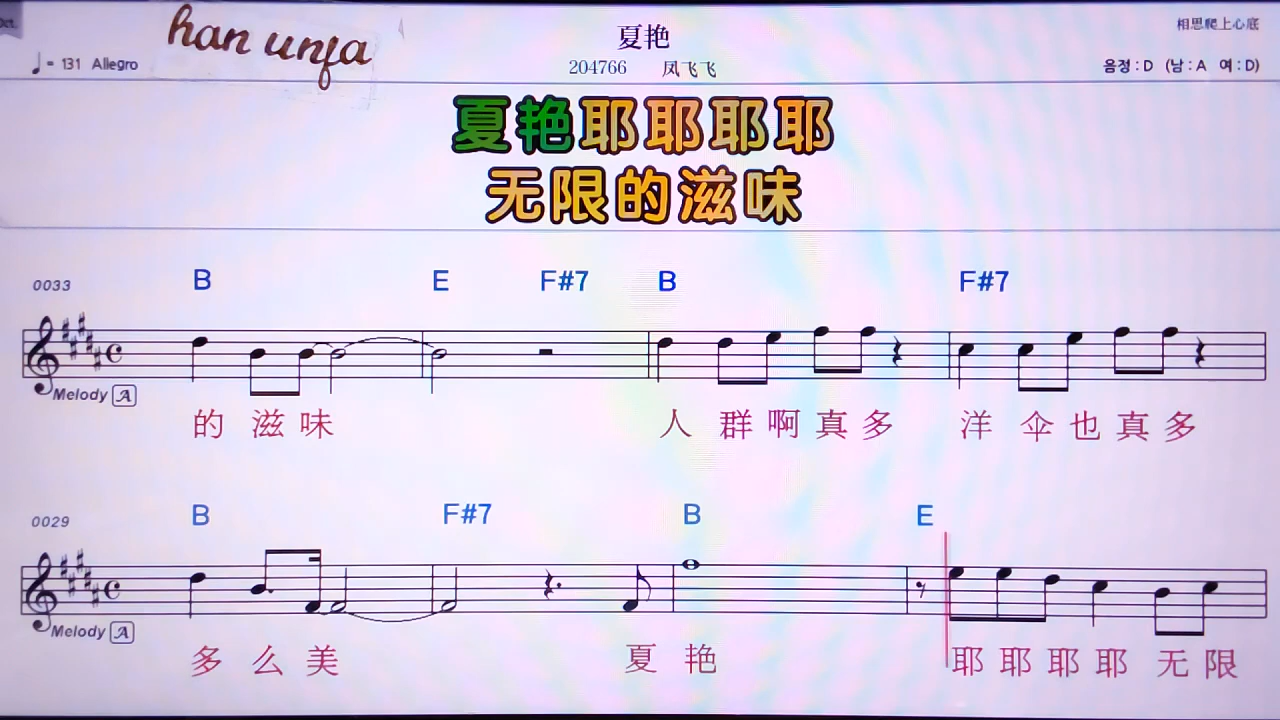 Oct.
han unfa
夏艳
相思爬上心底
♩= 131 Allegro
204766 凤飞飞
음정 : D (남 : A 여 : D)
夏艳耶耶耶耶
无限的滋味
0033
B E F#7 B F#7
Melody A
的 滋 味 人 群 啊 真 多 洋 伞 也 真 多
0029
B F#7 B E
Melody A
多 么 美 夏 艳 耶 耶 耶 耶 无 限